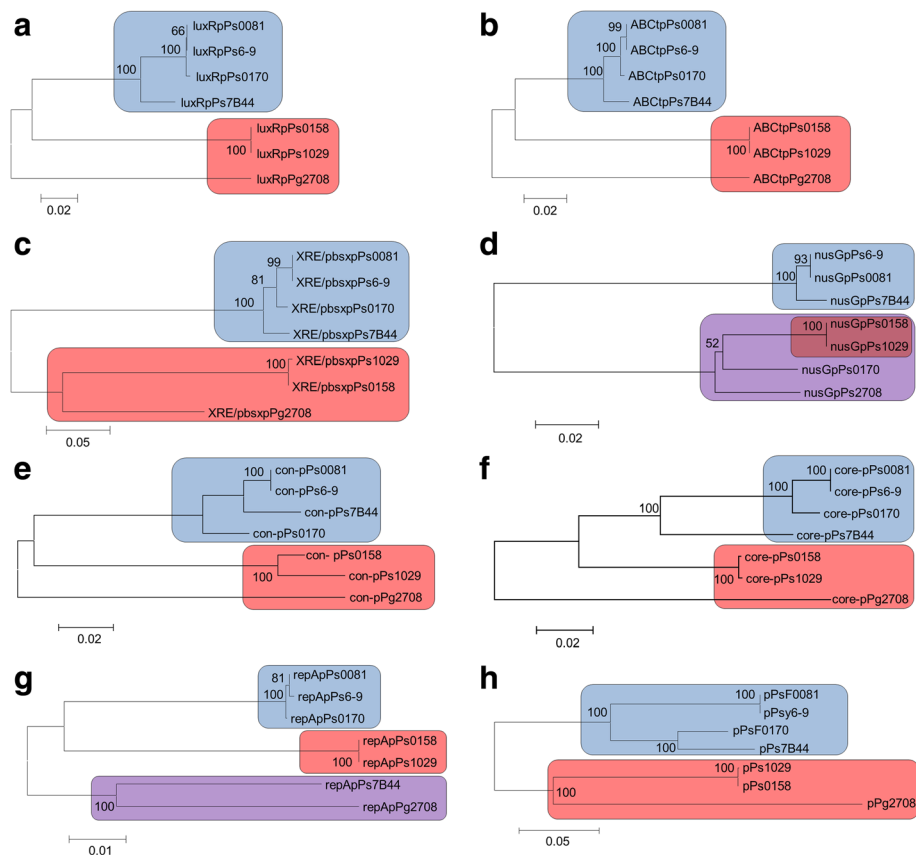 a
66
luxRpPs0081
100
luxRpPs6-9
100
luxRpPs0170
luxRpPs7B44
luxRpPs0158
100
luxRpPs1029
luxRpPg2708
0.02
b
99
ABCtpPs0081
100
ABCtpPs6-9
100
ABCtpPs0170
ABCtpPs7B44
ABCtpPs0158
100
ABCtpPs1029
ABCtpPg2708
0.02
c
XRE/pbsxpPs0081
99
81
XRE/pbsxpPs6-9
100
XRE/pbsxpPs0170
XRE/pbsxpPs7B44
XRE/pbsxpPs1029
100
XRE/pbsxpPs0158
XRE/pbsxpPg2708
0.05
d
93
nusGpPs6-9
100
nusGpPs0081
nusGpPs7B44
100
nusGpPs0158
52
nusGpPs1029
nusGpPs0170
nusGpPs2708
0.02
e
100
con-pPs0081
con-pPs6-9
con-pPs7B44
con-pPs0170
con- pPs0158
100
con-pPs1029
con-pPg2708
0.02
f
100
core-pPs0081
100
core-pPs6-9
100
core-pPs0170
core-pPs7B44
core-pPs0158
100
core-pPs1029
core-pPg2708
0.02
g
81
repApPs0081
100
repApPs6-9
repApPs0170
repApPs0158
100
repApPs1029
repApPs7B44
100
repApPg2708
0.01
h
100
pPsF0081
100
pPsy6-9
pPsF0170
100
pPs7B44
100
pPs1029
pPs0158
100
pPg2708
0.05